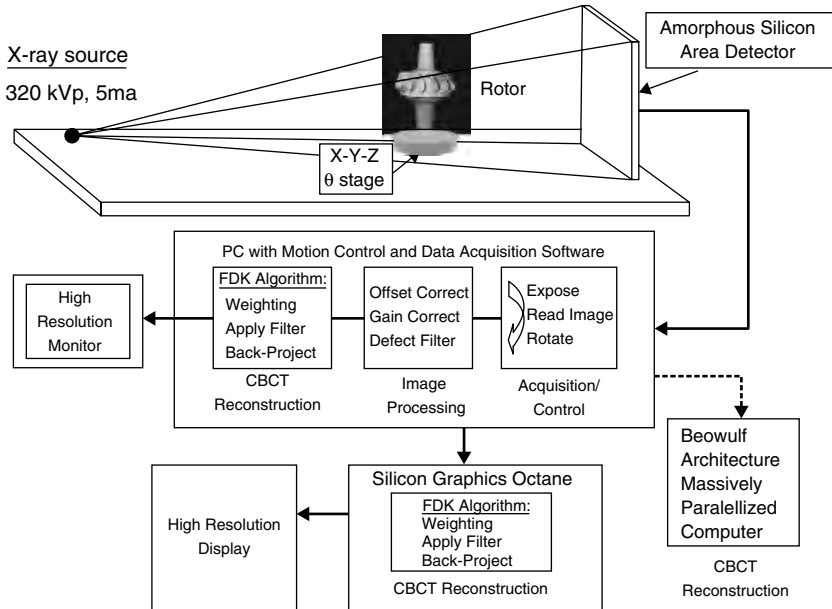 X-ray source
320 kVp, 5ma
Rotor
Amorphous Silicon
Area Detector
X-Y-Z
θ stage
PC with Motion Control and Data Acquisition Software
FDK Algorithm:
Weighting
Apply Filter
Back-Project
CBCT
Reconstruction
Offset Correct
Gain Correct
Defect Filter
Image
Processing
Expose
Read Image
Rotate
Acquisition/
Control
High
Resolution
Monitor
Silicon Graphics Octane
FDK Algorithm:
Weighting
Apply Filter
Back-Project
CBCT Reconstruction
High Resolution
Display
Beowulf
Architecture
Massively
Paralellized
Computer
CBCT
Reconstruction